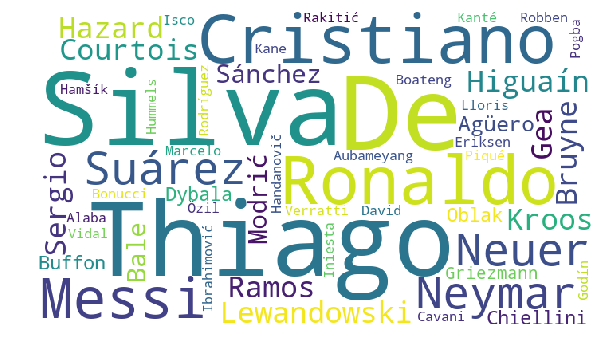 Hazard
Isco
Cristiano
Rakitić
Kanté
Robben
Pogba
Courtois
Kane
Sánchez
Boateng
Higuaín
Silva
De
Hamšík
Hummels
Rodríguez
Lloris
Agüero
Gea
Bruyne
Eriksen
Marcelo
Suárez
Modrić
Handanovič
Aubameyang
Piqué
Sergio
Ronaldo
Bonucci
Dybala
Özil
Thiago
Verratti
David
Oblak
Kroos
Alaba
Vidal
Bale
Ibrahimović
Iniesta
Neuer
Buffon
Griezmann
Godín
Messi
Ramos
Neymar
Lewandowski
Cavani
Chiellini